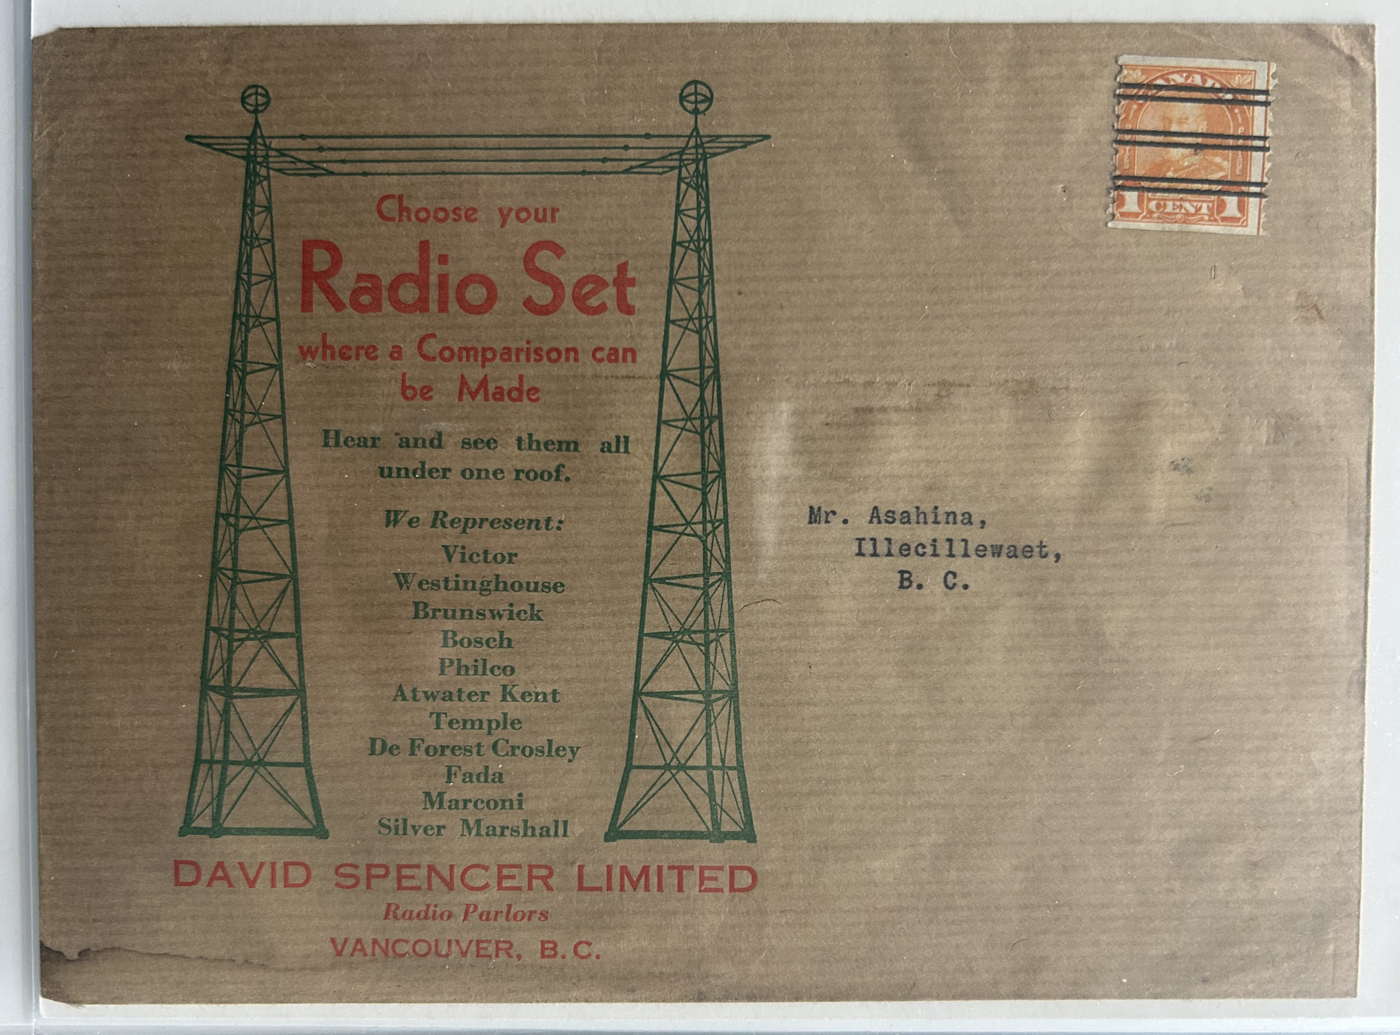 CANADA
1 CENT 1
Choose your
Radio Set
where a Comparison can
be Made
Hear and see them all
under one roof.
We Represent:
Victor
Westinghouse
Brunswick
Bosch
Philco
Atwater Kent
Temple
De Forest Crosley
Fada
Marconi
Silver Marshall
DAVID SPENCER LIMITED
Radio Parlors
VANCOUVER, B.C.
Mr. Asahina,
Illecillewaet,
B. C.